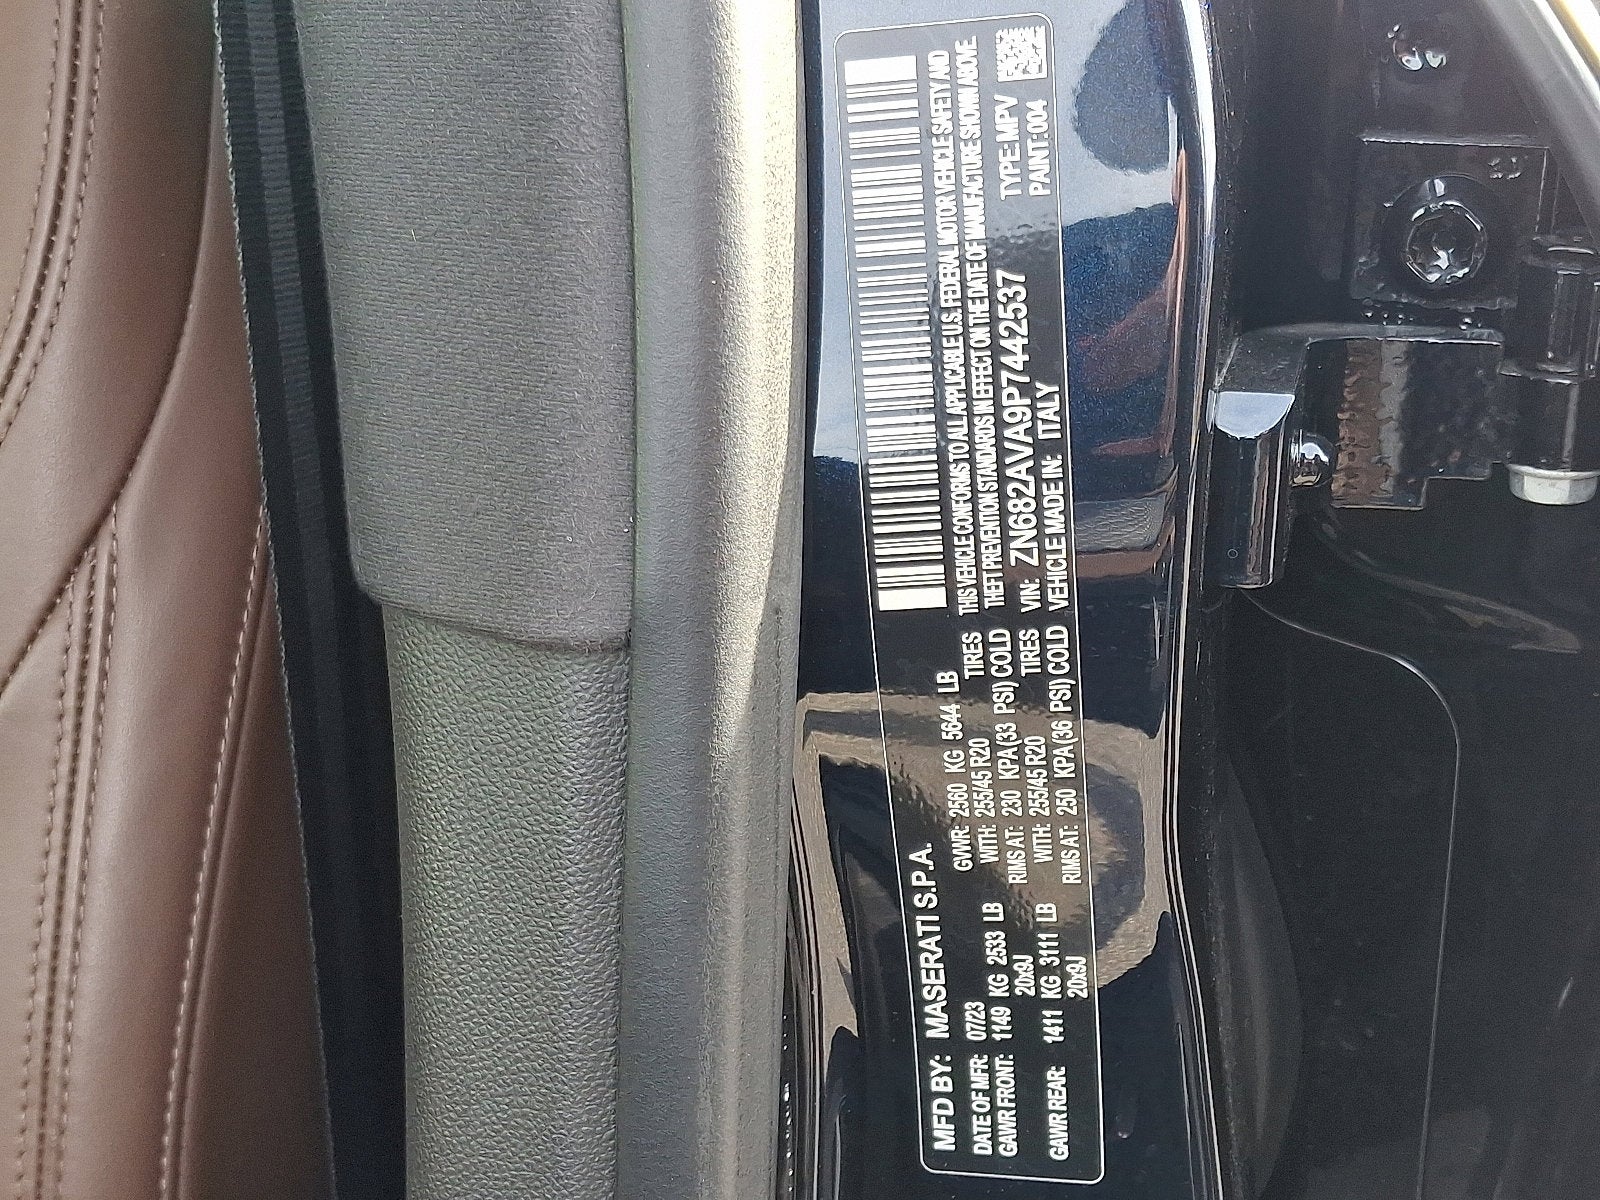 MFD BY: MASERATI S.P.A.
DATE OF MFR: 07/23 GVWR: 2560 KG 5644 LB
GAWR FRONT: 1149 KG 2533 LB WITH: 255/45 R20 TIRES
20x9J RIMS AT: 230 KPA (33 PSI) COLD
GAWR REAR: 1411 KG 3111 LB WITH: 255/45 R20 TIRES
20x9J RIMS AT: 250 KPA (36 PSI) COLD
THIS VEHICLE CONFORMS TO ALL APPLICABLE U.S. FEDERAL MOTOR VEHICLE SAFETY AND
THEFT PREVENTION STANDARDS IN EFFECT ON THE DATE OF MANUFACTURE SHOWN ABOVE.
VIN: ZN682AVA9P7442537 TYPE: MPV
VEHICLE MADE IN: ITALY PAINT: 004